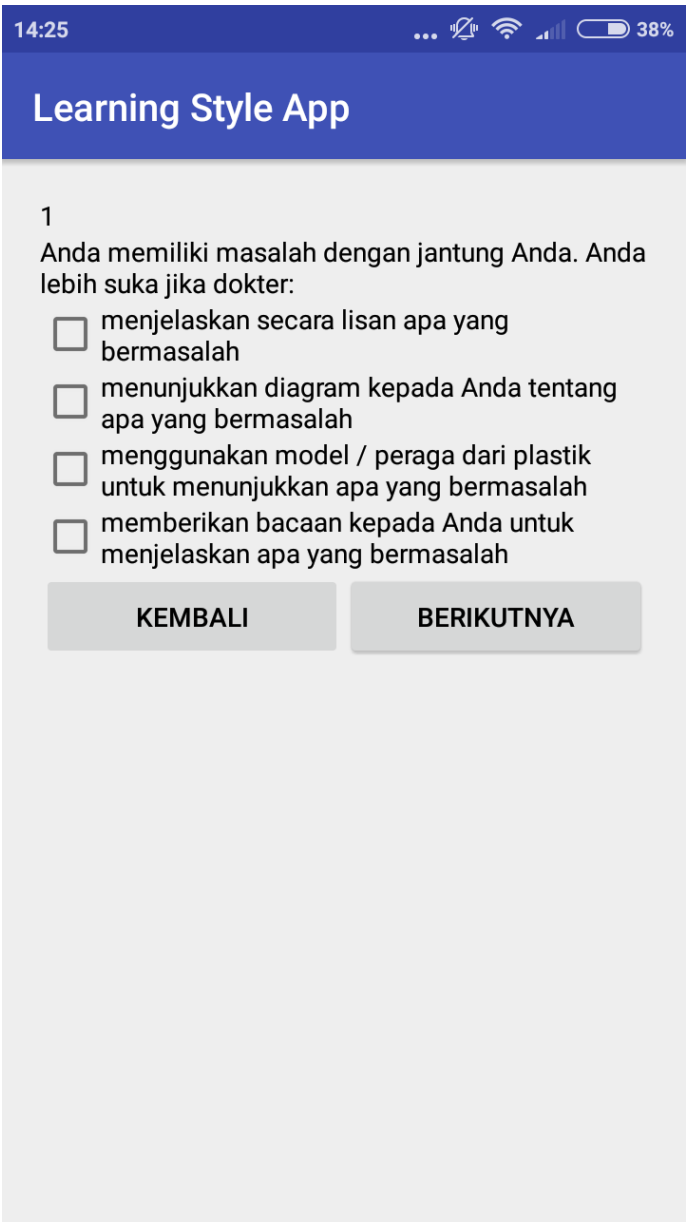 14:25
... 38%
Learning Style App
1
Anda memiliki masalah dengan jantung Anda. Anda
lebih suka jika dokter:
menjelaskan secara lisan apa yang
bermasalah
menunjukkan diagram kepada Anda tentang
apa yang bermasalah
menggunakan model / peraga dari plastik
untuk menunjukkan apa yang bermasalah
memberikan bacaan kepada Anda untuk
menjelaskan apa yang bermasalah
KEMBALI BERIKUTNYA